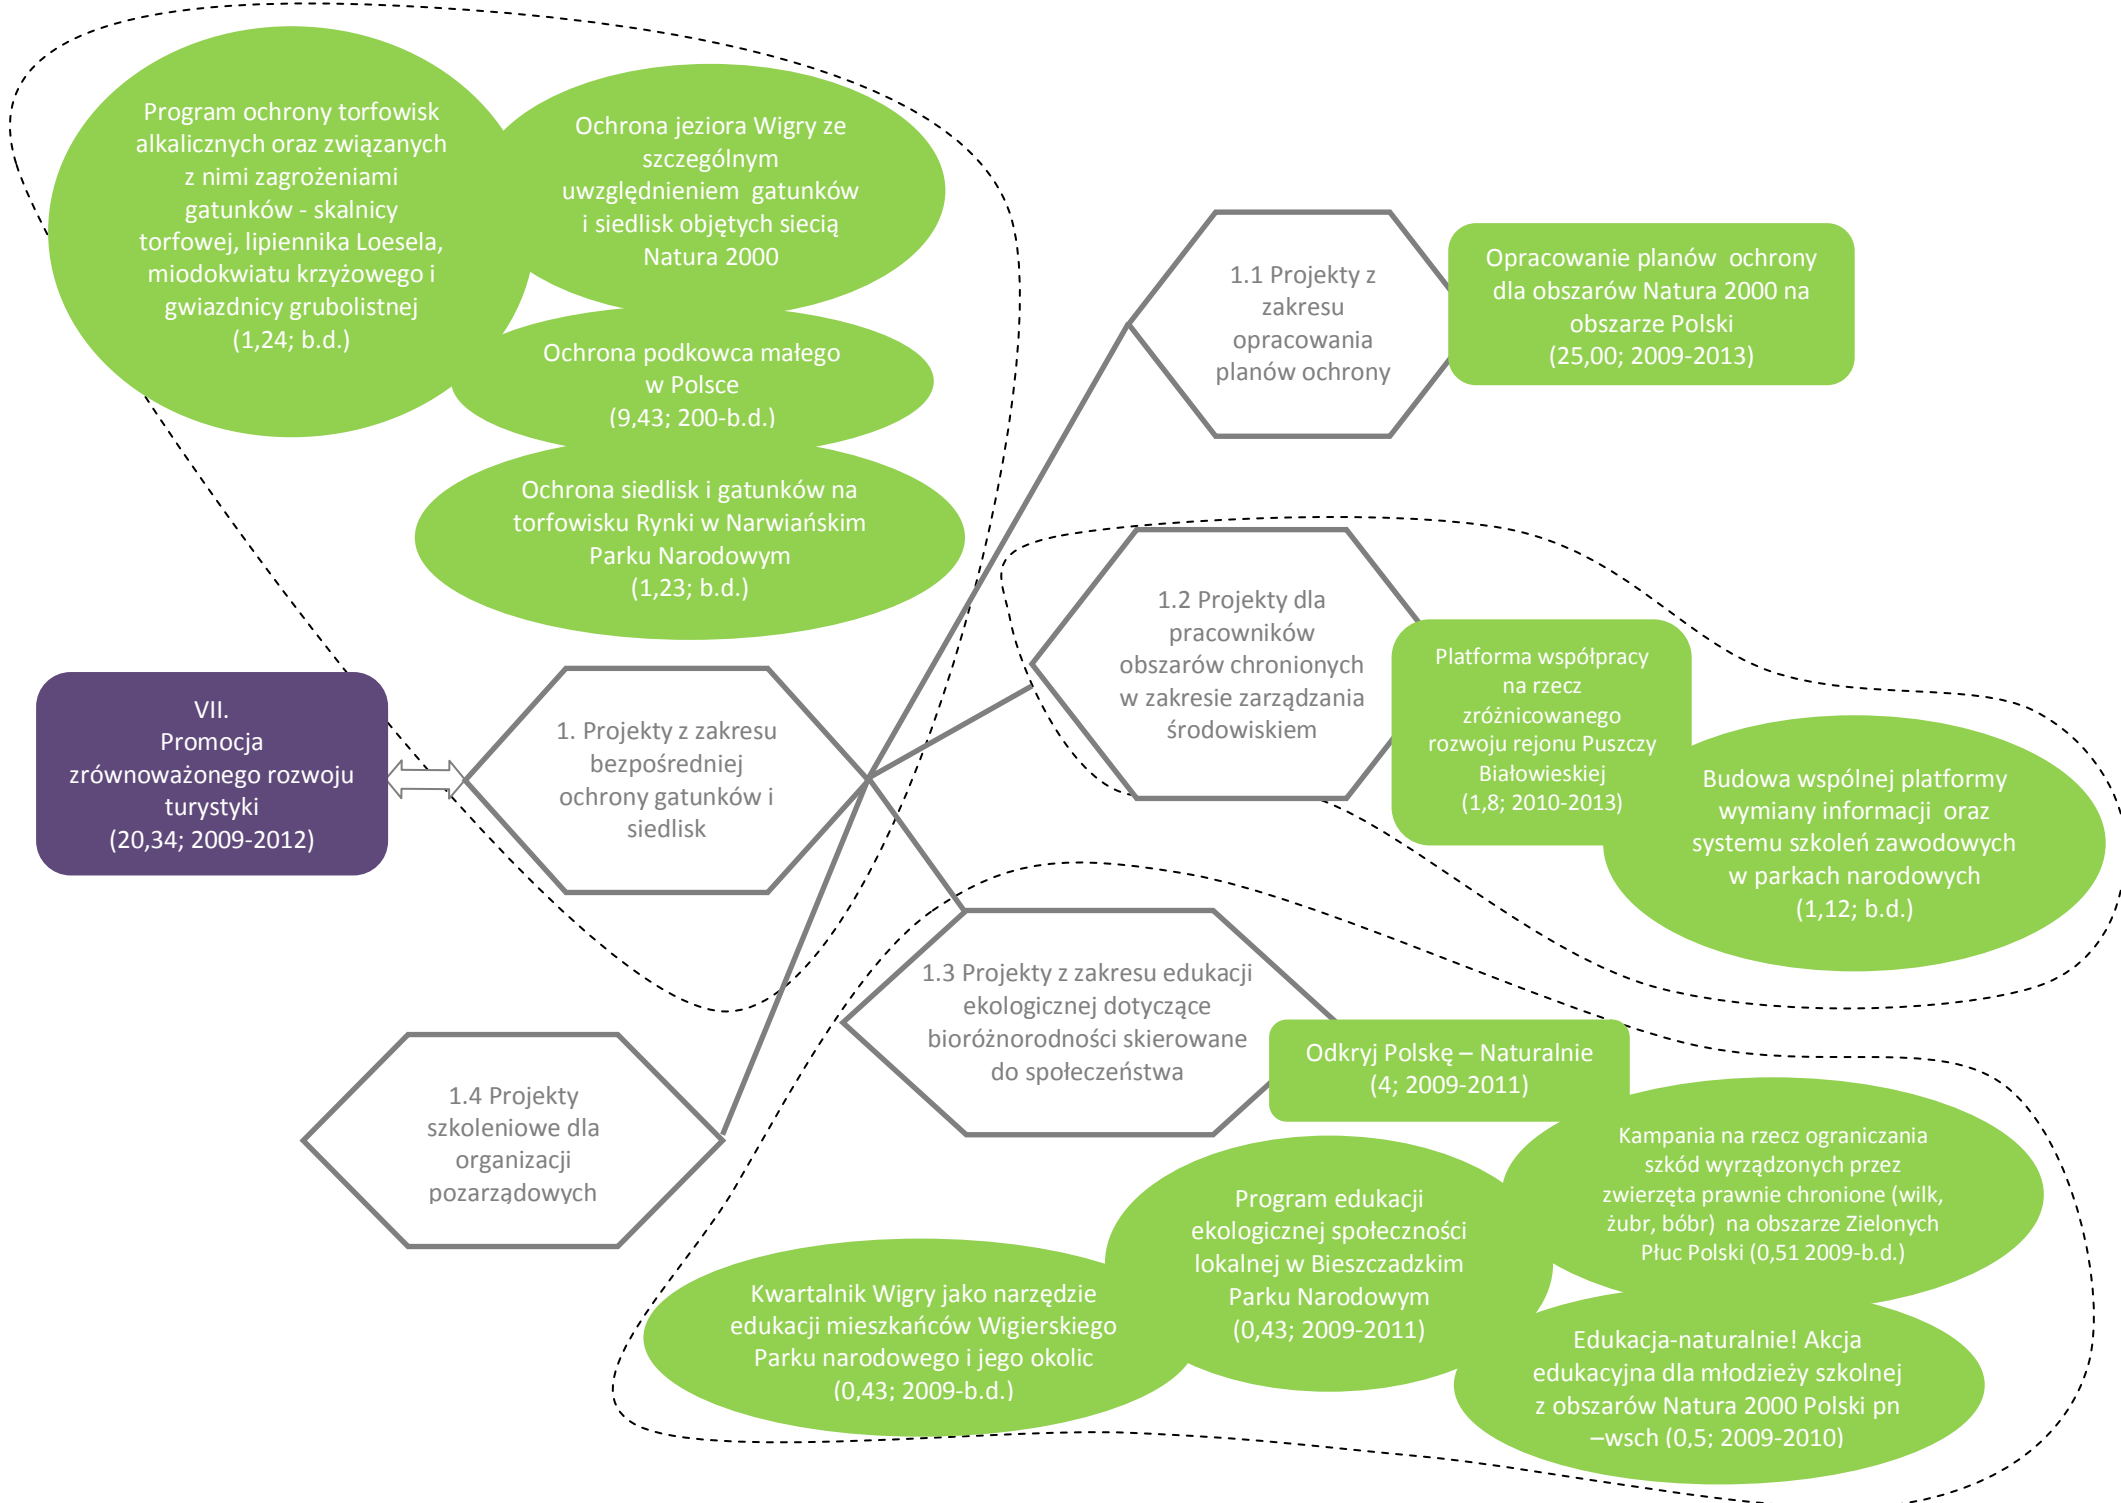 Program ochrony torfowisk
alkalicznych oraz związanych
z nimi zagrożeniami
gatunków - skalnicy
torfowej, lipiennika Loesela,
miodokwiatu krzyżowego i
gwiazdnicy grubolistnej
(1,24; b.d.)
Ochrona jeziora Wigry ze
szczególnym
uwzględnieniem gatunków
i siedlisk objętych siecią
Natura 2000
Ochrona podkowca małego
w Polsce
(9,43; 200-b.d.)
Ochrona siedlisk i gatunków na
torfowisku Rynki w Narwiańskim
Parku Narodowym
(1,23; b.d.)
1.1 Projekty z
zakresu
opracowania
planów ochrony
Opracowanie planów ochrony
dla obszarów Natura 2000 na
obszarze Polski
(25,00; 2009-2013)
1.2 Projekty dla
pracowników
obszarów chronionych
w zakresie zarządzania
środowiskiem
Platforma współpracy
na rzecz
zróżnicowanego
rozwoju rejonu Puszczy
Białowieskiej
(1,8; 2010-2013)
Budowa wspólnej platformy
wymiany informacji oraz
systemu szkoleń zawodowych
w parkach narodowych
(1,12; b.d.)
VII.
Promocja
zrównoważonego rozwoju
turystyki
(20,34; 2009-2012)
1. Projekty z zakresu
bezpośredniej
ochrony gatunków i
siedlisk
1.3 Projekty z zakresu edukacji
ekologicznej dotyczące
bioróżnorodności skierowane
do społeczeństwa
Odkryj Polskę – Naturalnie
(4; 2009-2011)
1.4 Projekty
szkoleniowe dla
organizacji
pozarządowych
Kampania na rzecz ograniczania
szkód wyrządzonych przez
zwierzęta prawnie chronione (wilk,
żubr, bóbr) na obszarze Zielonych
Płuc Polski (0,51 2009-b.d.)
Program edukacji
ekologicznej społeczności
lokalnej w Bieszczadzkim
Parku Narodowym
(0,43; 2009-2011)
Kwartalnik Wigry jako narzędzie
edukacji mieszkańców Wigierskiego
Parku narodowego i jego okolic
(0,43; 2009-b.d.)
Edukacja-naturalnie! Akcja
edukacyjna dla młodzieży szkolnej
z obszarów Natura 2000 Polski pn
–wsch (0,5; 2009-2010)